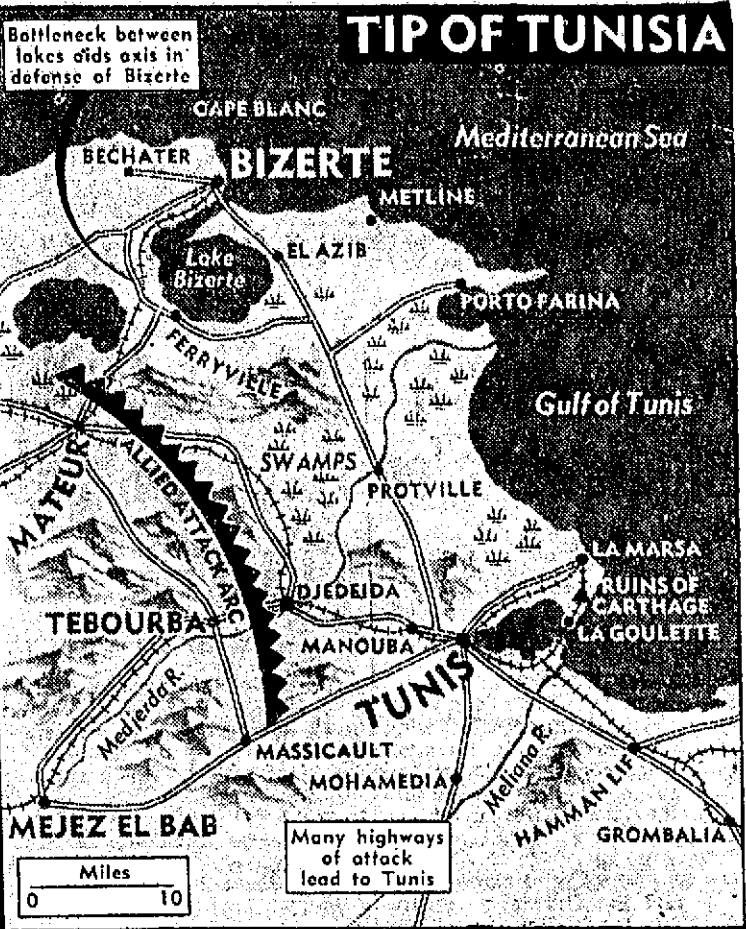 TIP OF TUNISIA
Bottleneck between
lakes aids axis in
defense of Bizerte
CAPE BLANC
Mediterranean Sea
BECHATER
BIZERTE
METLINE
Lake
Bizerte
EL AZIB
PORTO FARINA
FERRYVILLE
Gulf of Tunis
MATEUR
ALLIED ATTACK ARC
SWAMPS
PROTVILLE
LA MARSA
RUINS OF
CARTHAGE
LA GOULETTE
DJEDEIDA
TEBOURBA
MANOUBA
TUNIS
Medjerda R.
MASSICAULT
MOHAMEDIA
Meliana R.
HAMMAN LIF
MEJEZ EL BAB
GROMBALIA
Many highways
of attack
lead to Tunis
Miles
0 10